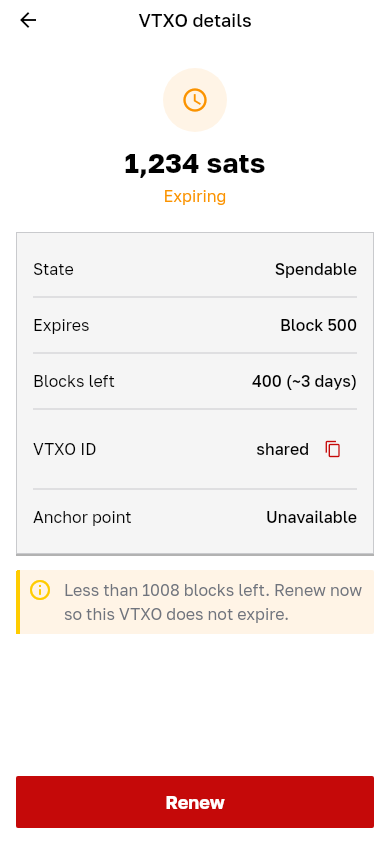 VTXO details
1,234 sats
Expiring
State Spendable
Expires Block 500
Blocks left 400 (~3 days)
VTXO ID shared
Anchor point Unavailable
Less than 1008 blocks left. Renew now
so this VTXO does not expire.
Renew